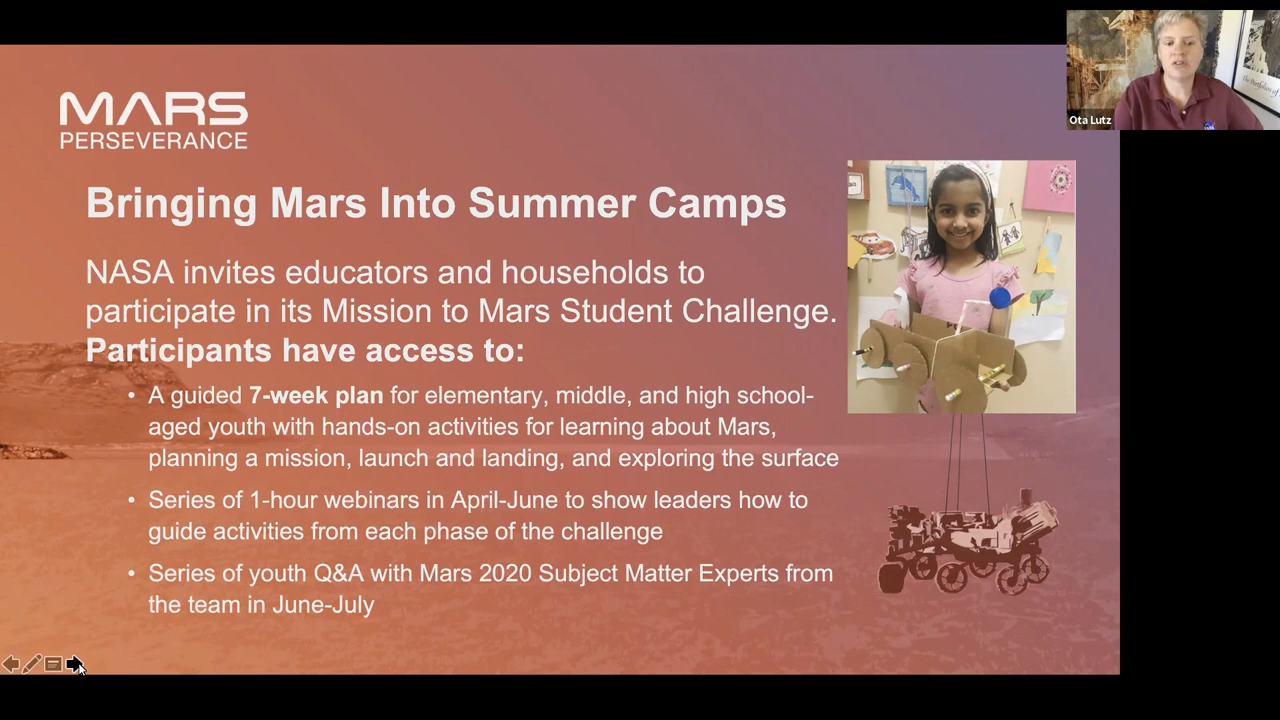 MARS
PERSEVERANCE
Bringing Mars Into Summer Camps
NASA invites educators and households to
participate in its Mission to Mars Student Challenge.
Participants have access to:
• A guided 7-week plan for elementary, middle, and high school-
aged youth with hands-on activities for learning about Mars,
planning a mission, launch and landing, and exploring the surface
• Series of 1-hour webinars in April-June to show leaders how to
guide activities from each phase of the challenge
• Series of youth Q&A with Mars 2020 Subject Matter Experts from
the team in June-July
Ota Lutz